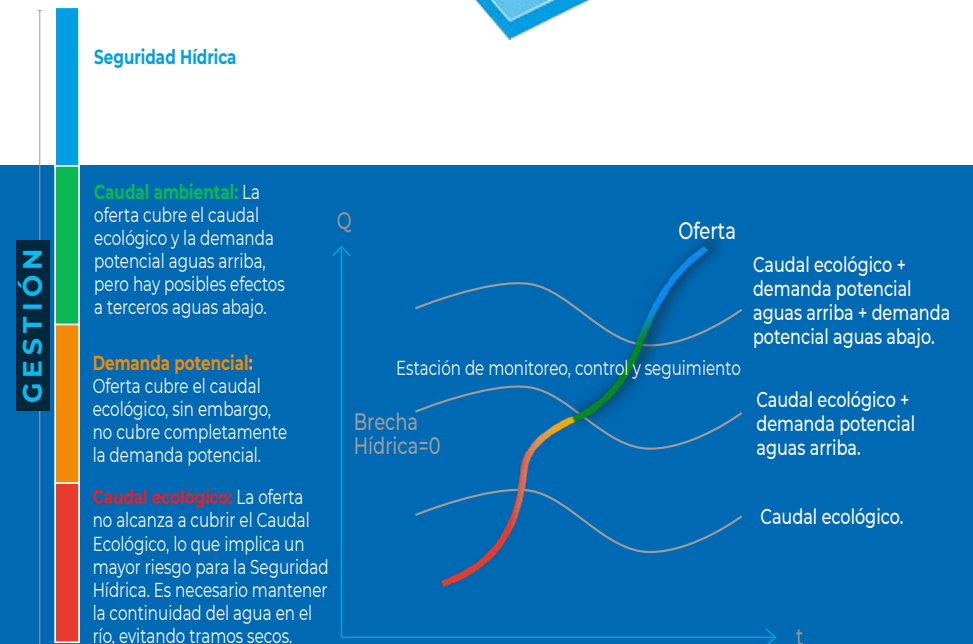 Seguridad Hídrica
GESTIÓN
Caudal ambiental: La
oferta cubre el caudal
ecológico y la demanda
potencial aguas arriba,
pero hay posibles efectos
a terceros aguas abajo.
Demanda potencial:
Oferta cubre el caudal
ecológico, sin embargo,
no cubre completamente
la demanda potencial.
Caudal ecológico: La oferta
no alcanza a cubrir el Caudal
Ecológico, lo que implica un
mayor riesgo para la Seguridad
Hídrica. Es necesario mantener
la continuidad del agua en el
río, evitando tramos secos.
Q
Oferta
Caudal ecológico +
demanda potencial
aguas arriba + demanda
potencial aguas abajo.
Estación de monitoreo, control y seguimiento
Brecha
Hídrica=0
Caudal ecológico +
demanda potencial
aguas arriba.
Caudal ecológico.
t